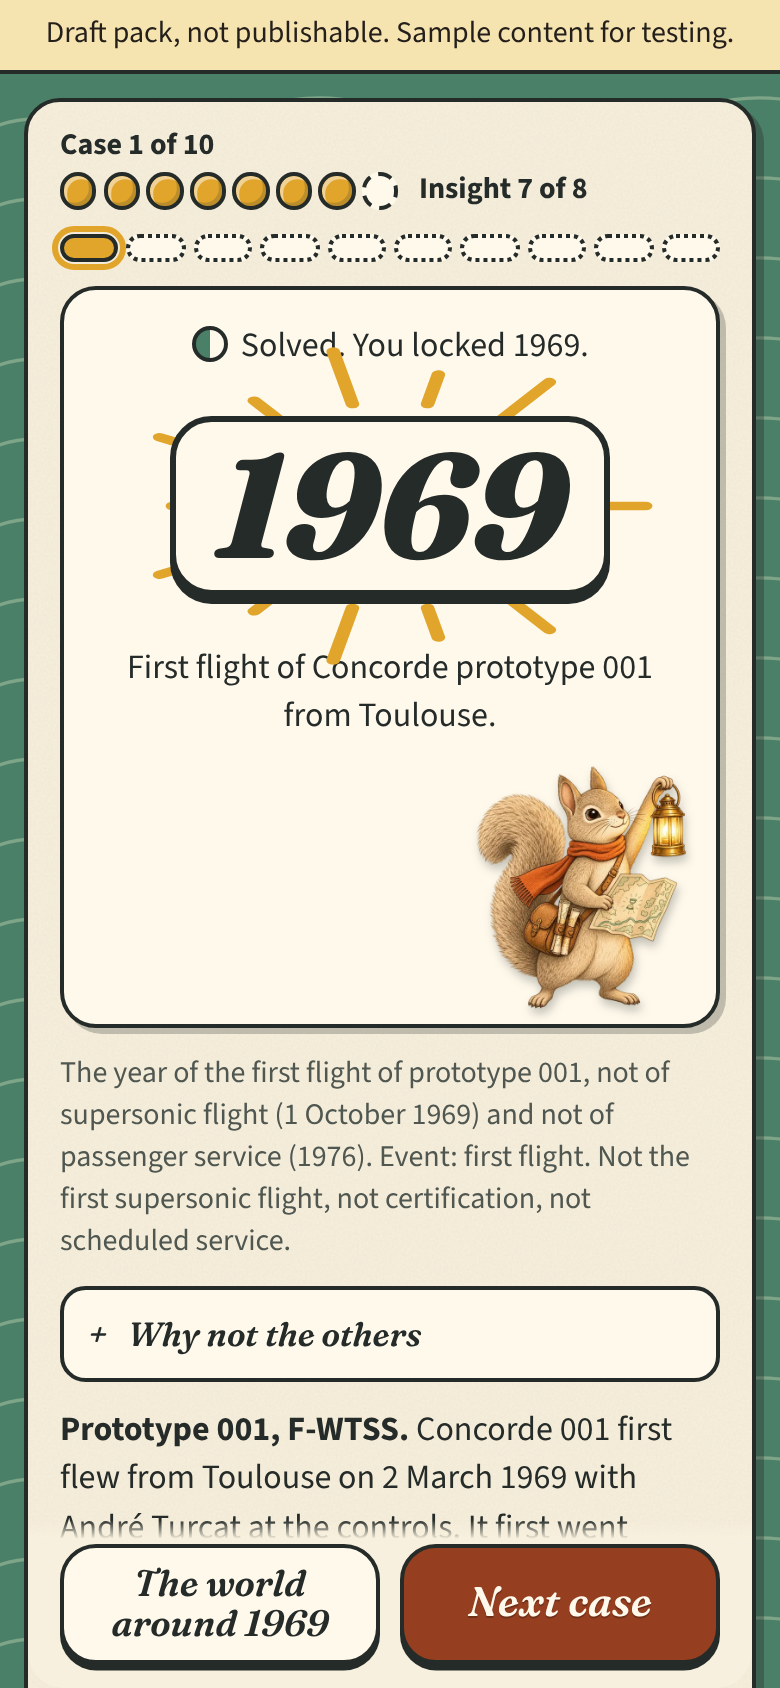 Draft pack, not publishable. Sample content for testing.
Case 1 of 10
Insight 7 of 8
Solved. You locked 1969.
1969
First flight of Concorde prototype 001
from Toulouse.
The year of the first flight of prototype 001, not of
supersonic flight (1 October 1969) and not of
passenger service (1976). Event: first flight. Not the
first supersonic flight, not certification, not
scheduled service.
+ Why not the others
Prototype 001, F-WTSS. Concorde 001 first
flew from Toulouse on 2 March 1969 with
André Turcat at the controls. It first went
The world
around 1969
Next case